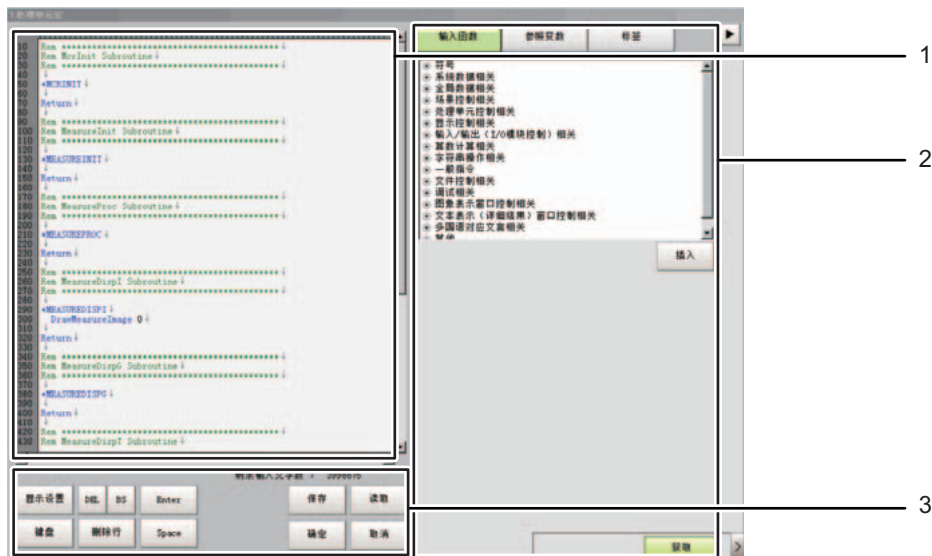 1.处理单元宏
10 Rem ****************************************↓
20 Rem McrInit Subroutine↓
30 Rem ****************************************↓
40 ↓
50 *MCRINIT↓
60 ↓
70 Return↓
80 ↓
90 Rem ****************************************↓
100 Rem MeasureInit Subroutine↓
110 Rem ****************************************↓
120 ↓
130 *MEASUREINIT↓
140 ↓
150 Return↓
160 ↓
170 Rem ****************************************↓
180 Rem MeasureProc Subroutine↓
190 Rem ****************************************↓
200 ↓
210 *MEASUREPROC↓
220 ↓
230 Return↓
240 ↓
250 Rem ****************************************↓
260 Rem MeasureDispI Subroutine↓
270 Rem ****************************************↓
280 ↓
290 *MEASUREDISPI↓
300 DrawMeasureImage 0↓
310 ↓
320 Return↓
330 ↓
340 Rem ****************************************↓
350 Rem MeasureDispG Subroutine↓
360 Rem ****************************************↓
370 ↓
380 *MEASUREDISPG↓
390 ↓
400 Return↓
410 ↓
420 Rem ****************************************↓
430 Rem MeasureDispT Subroutine↓
输入函数 参照变数 标签
符号
系统数据相关
全局数据相关
场景控制相关
处理单元控制相关
显示控制相关
输入/输出（I/O模块控制）相关
算数计算相关
字符串操作相关
一般指令
文件控制相关
调试相关
图象表示窗口控制相关
文本表示（详细结果）窗口控制相关
多国语对应文言相关
其他
插入
显示设置 DEL BS Enter 保存 读取
键盘 删除行 Space 确定 取消
获取
1
2
3